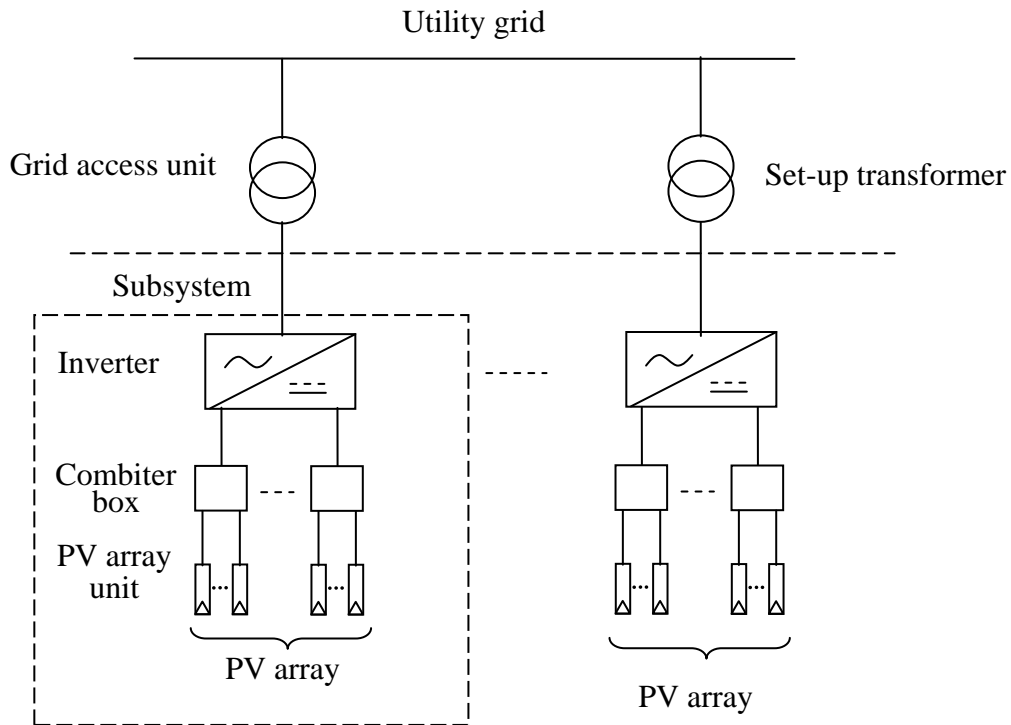 Utility grid
Grid access unit
Set-up transformer
Subsystem
Inverter
Combiter
box
PV array
unit
PV array
PV array